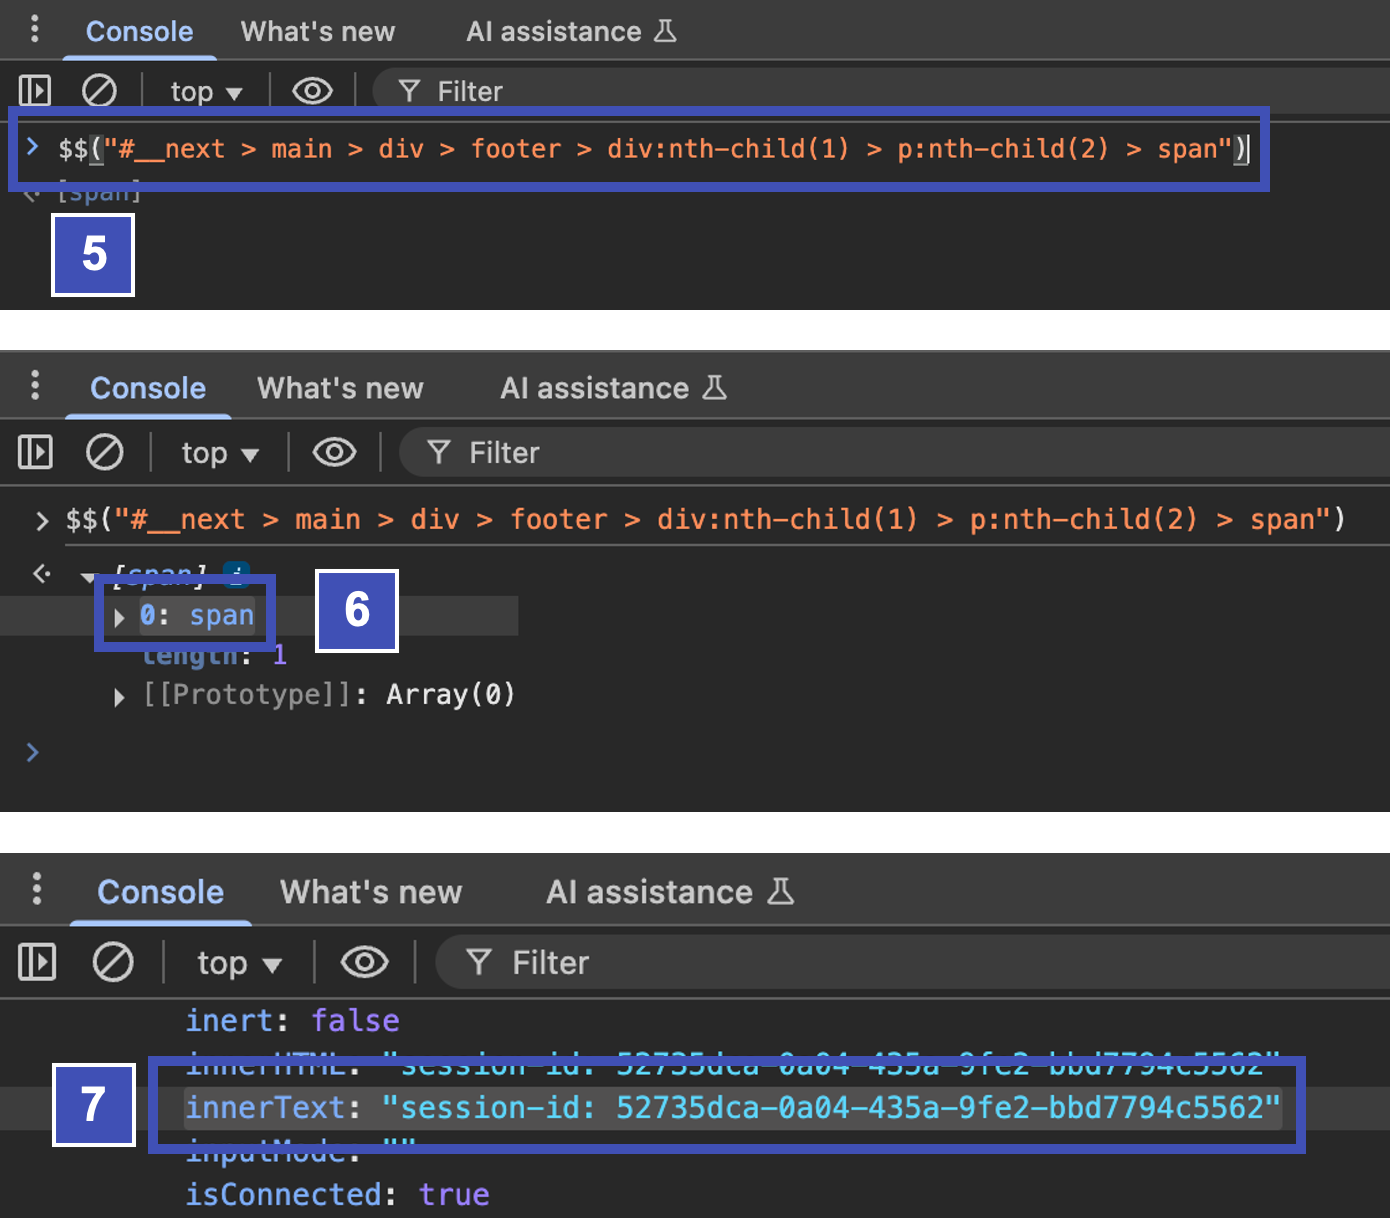 Console What's new AI assistance
top Filter
$$("#__next > main > div > footer > div:nth-child(1) > p:nth-child(2) > span")
[span]
5
Console What's new AI assistance
top Filter
$$("#__next > main > div > footer > div:nth-child(1) > p:nth-child(2) > span")
[span] i
0: span
6
length: 1
[[Prototype]]: Array(0)
Console What's new AI assistance
top Filter
inert: false
innerHTML: "session-id: 52735dca-0a04-435a-9fe2-bbd7794c5562"
7
innerText: "session-id: 52735dca-0a04-435a-9fe2-bbd7794c5562"
inputMode: ""
isConnected: true